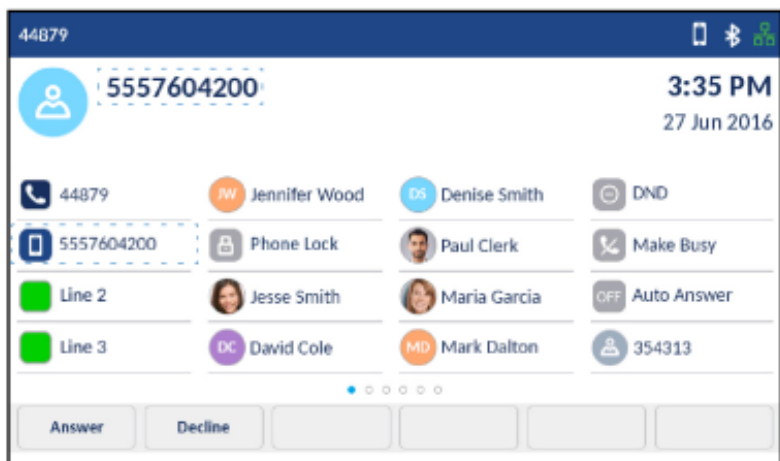 44879
5557604200
3:35 PM
27 Jun 2016
44879 JW Jennifer Wood DS Denise Smith DND
5557604200 Phone Lock Paul Clerk Make Busy
Line 2 Jesse Smith Maria Garcia OFF Auto Answer
Line 3 DC David Cole MD Mark Dalton 354313
Answer Decline